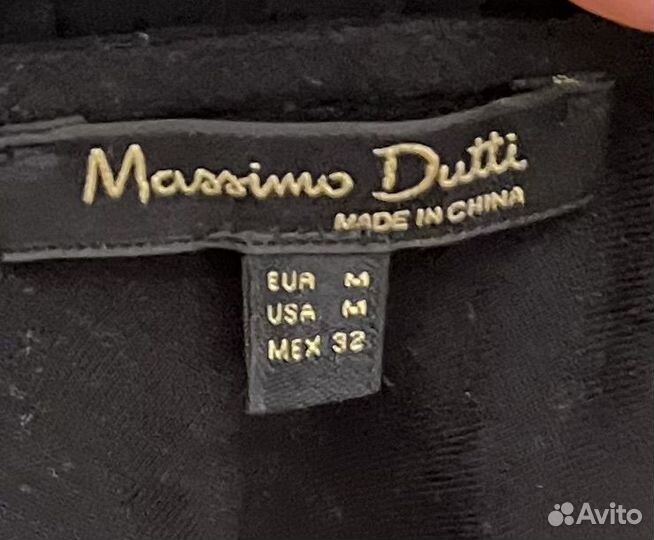 Massimo Dutti
MADE IN CHINA
EUR M
USA M
MEX 32
Avito